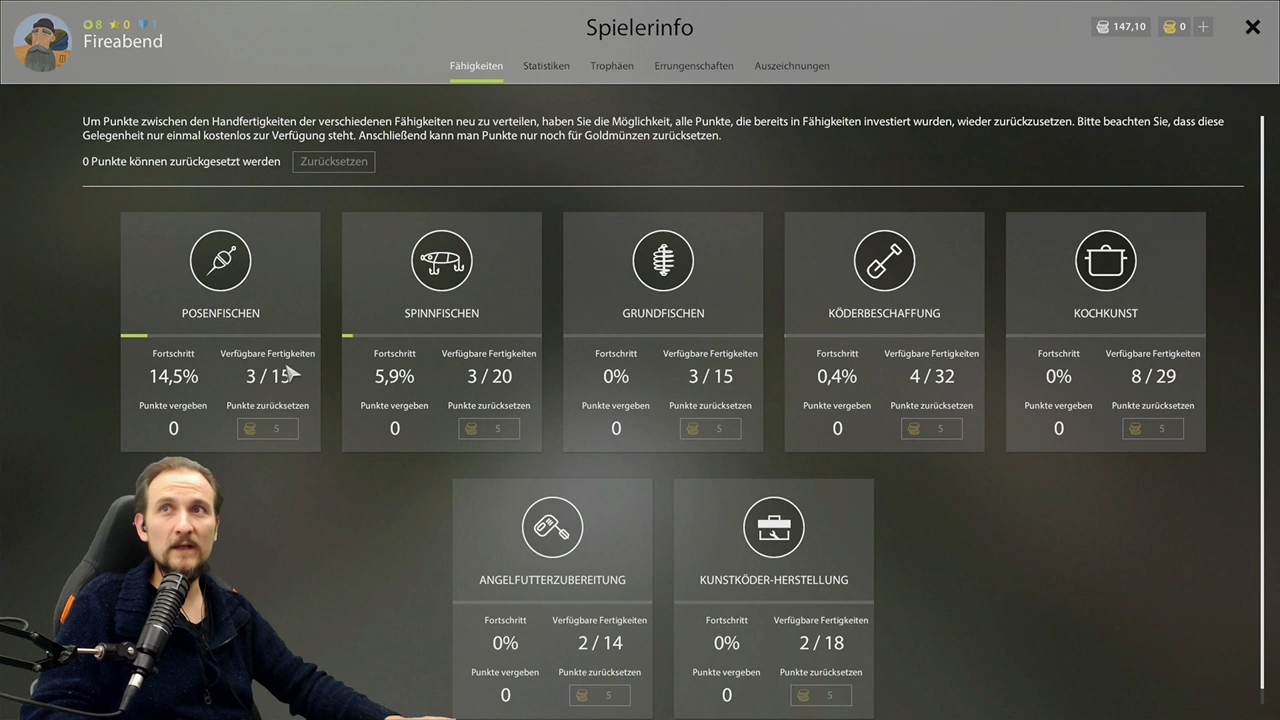 8 0 1
Fireabend
Spielerinfo
147,10
0
Fähigkeiten Statistiken Trophäen Errungenschaften Auszeichnungen
Um Punkte zwischen den Handfertigkeiten der verschiedenen Fähigkeiten neu zu verteilen, haben Sie die Möglichkeit, alle Punkte, die bereits in Fähigkeiten investiert wurden, wieder zurückzusetzen. Bitte beachten Sie, dass diese
Gelegenheit nur einmal kostenlos zur Verfügung steht. Anschließend kann man Punkte nur noch für Goldmünzen zurücksetzen.
0 Punkte können zurückgesetzt werden Zurücksetzen
POSENFISCHEN SPINNFISCHEN GRUNDFISCHEN KÖDERBESCHAFFUNG KOCHKUNST
Fortschritt Verfügbare Fertigkeiten Fortschritt Verfügbare Fertigkeiten Fortschritt Verfügbare Fertigkeiten Fortschritt Verfügbare Fertigkeiten Fortschritt Verfügbare Fertigkeiten
14,5% 3 / 15 5,9% 3 / 20 0% 3 / 15 0,4% 4 / 32 0% 8 / 29
Punkte vergeben Punkte zurücksetzen Punkte vergeben Punkte zurücksetzen Punkte vergeben Punkte zurücksetzen Punkte vergeben Punkte zurücksetzen Punkte vergeben Punkte zurücksetzen
0 5 0 5 0 5 0 5 0 5
ANGELFUTTERZUBEREITUNG KUNSTKÖDER-HERSTELLUNG
Fortschritt Verfügbare Fertigkeiten Fortschritt Verfügbare Fertigkeiten
0% 2 / 14 0% 2 / 18
Punkte vergeben Punkte zurücksetzen Punkte vergeben Punkte zurücksetzen
0 5 0 5